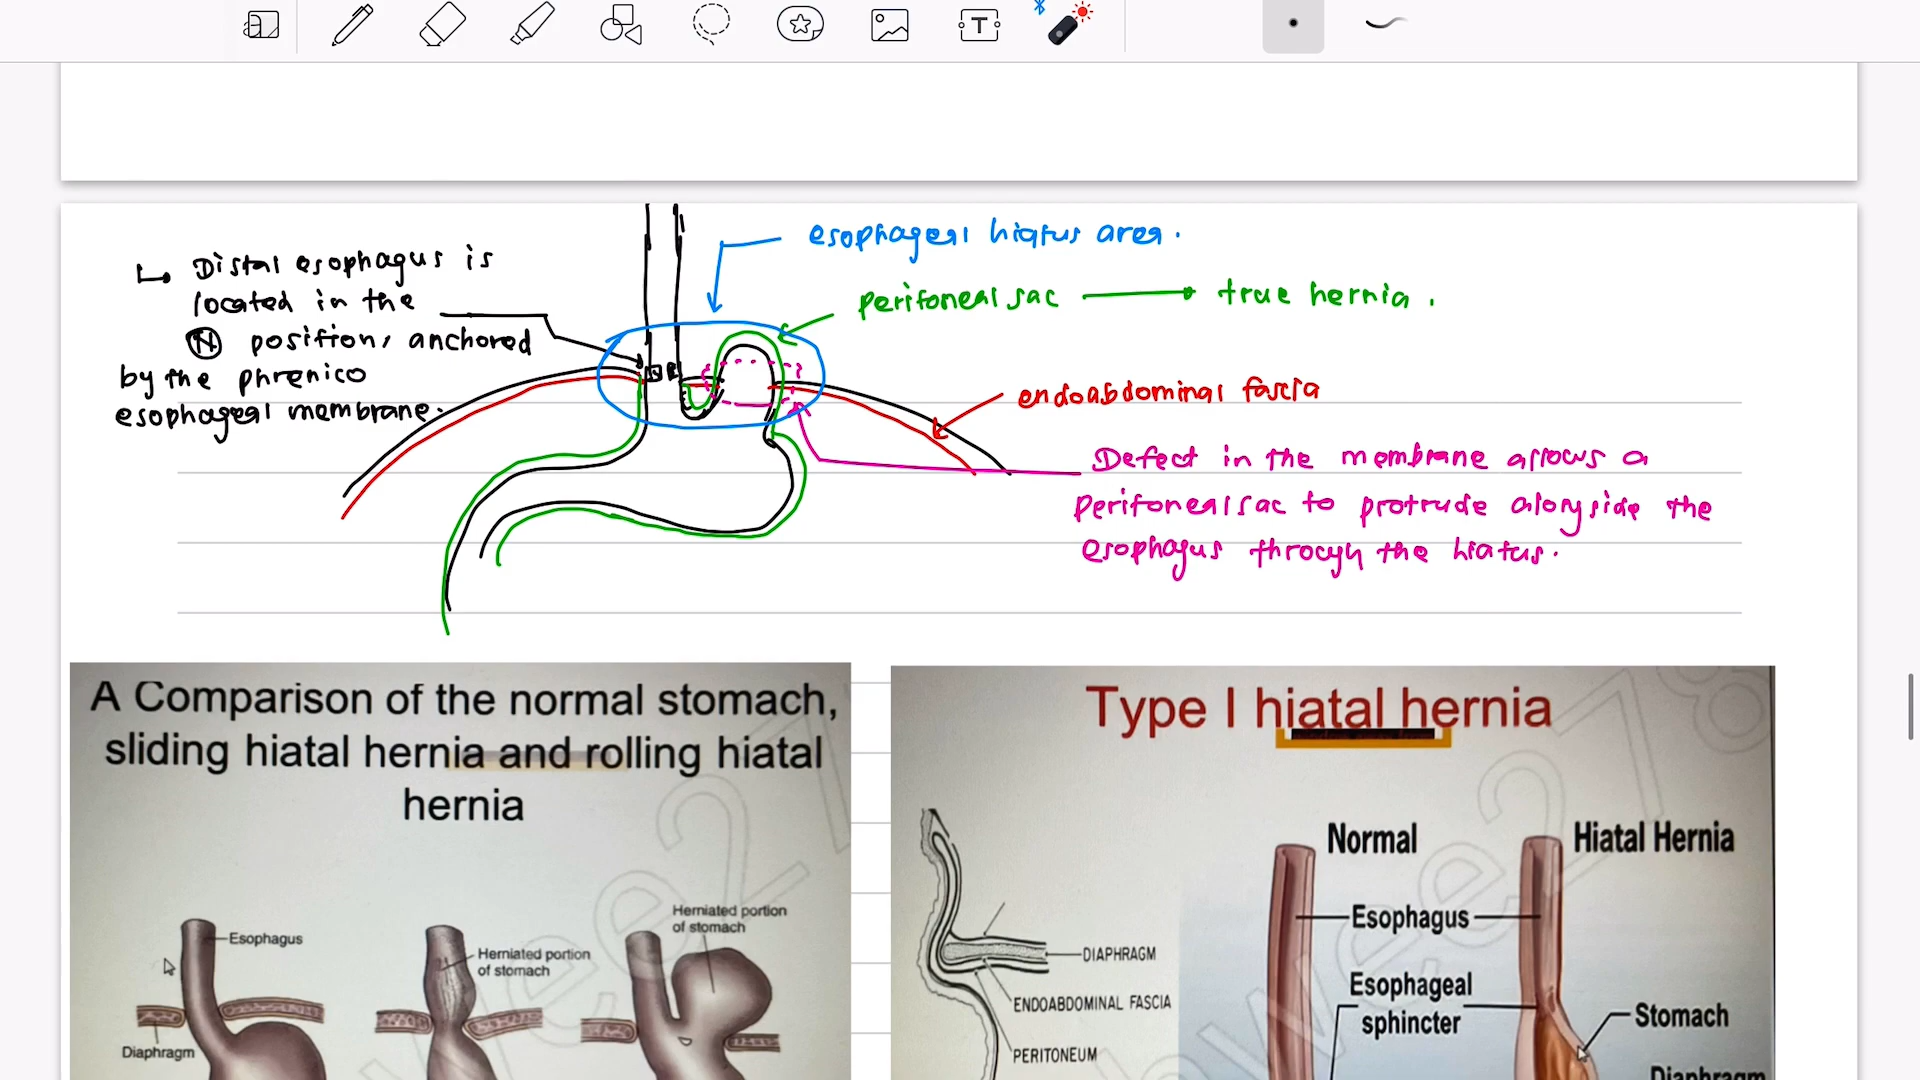 esophageal hiatus area.
↳ Distal esophagus is
located in the
Ⓝ position, anchored
by the phrenico
esophageal membrane.
peritoneal sac → true hernia.
endoabdominal fascia
Defect in the membrane allows a
peritoneal sac to protrude alongside the
esophagus through the hiatus.
A Comparison of the normal stomach,
sliding hiatal hernia and rolling hiatal
hernia
Esophagus
Diaphragm
Herniated portion
of stomach
Herniated portion
of stomach
Type I hiatal hernia
DIAPHRAGM
ENDOABDOMINAL FASCIA
PERITONEUM
Normal
Hiatal Hernia
Esophagus
Esophageal
sphincter
Stomach
Diaphragm